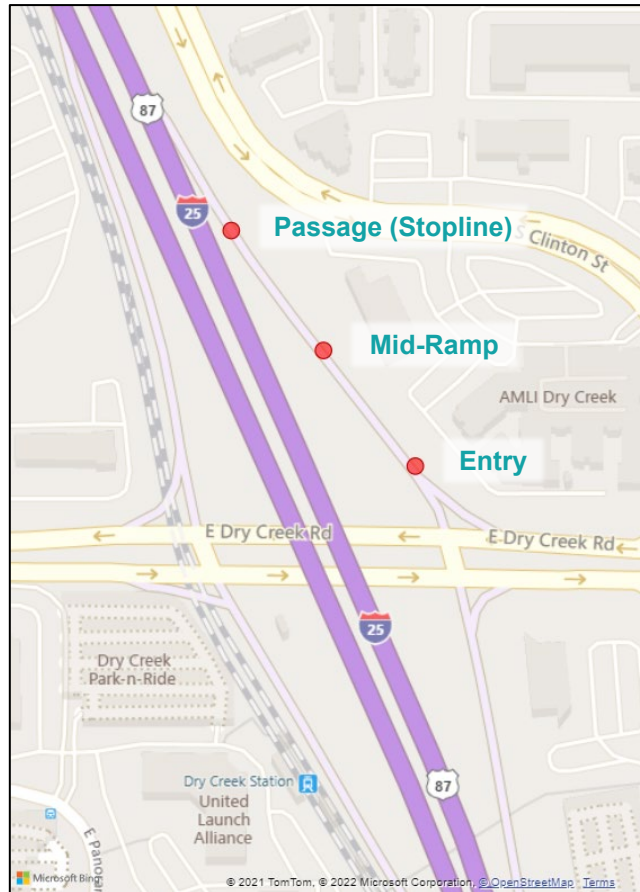 87
25
Passage (Stopline)
S Clinton St
Mid-Ramp
AMLI Dry Creek
Entry
E Dry Creek Rd
E Dry Creek Rd
25
Dry Creek
Park-n-Ride
Dry Creek Station
87
United
Launch
Alliance
E Panora
Microsoft Bing
© 2021 TomTom, © 2022 Microsoft Corporation, © OpenStreetMap Terms